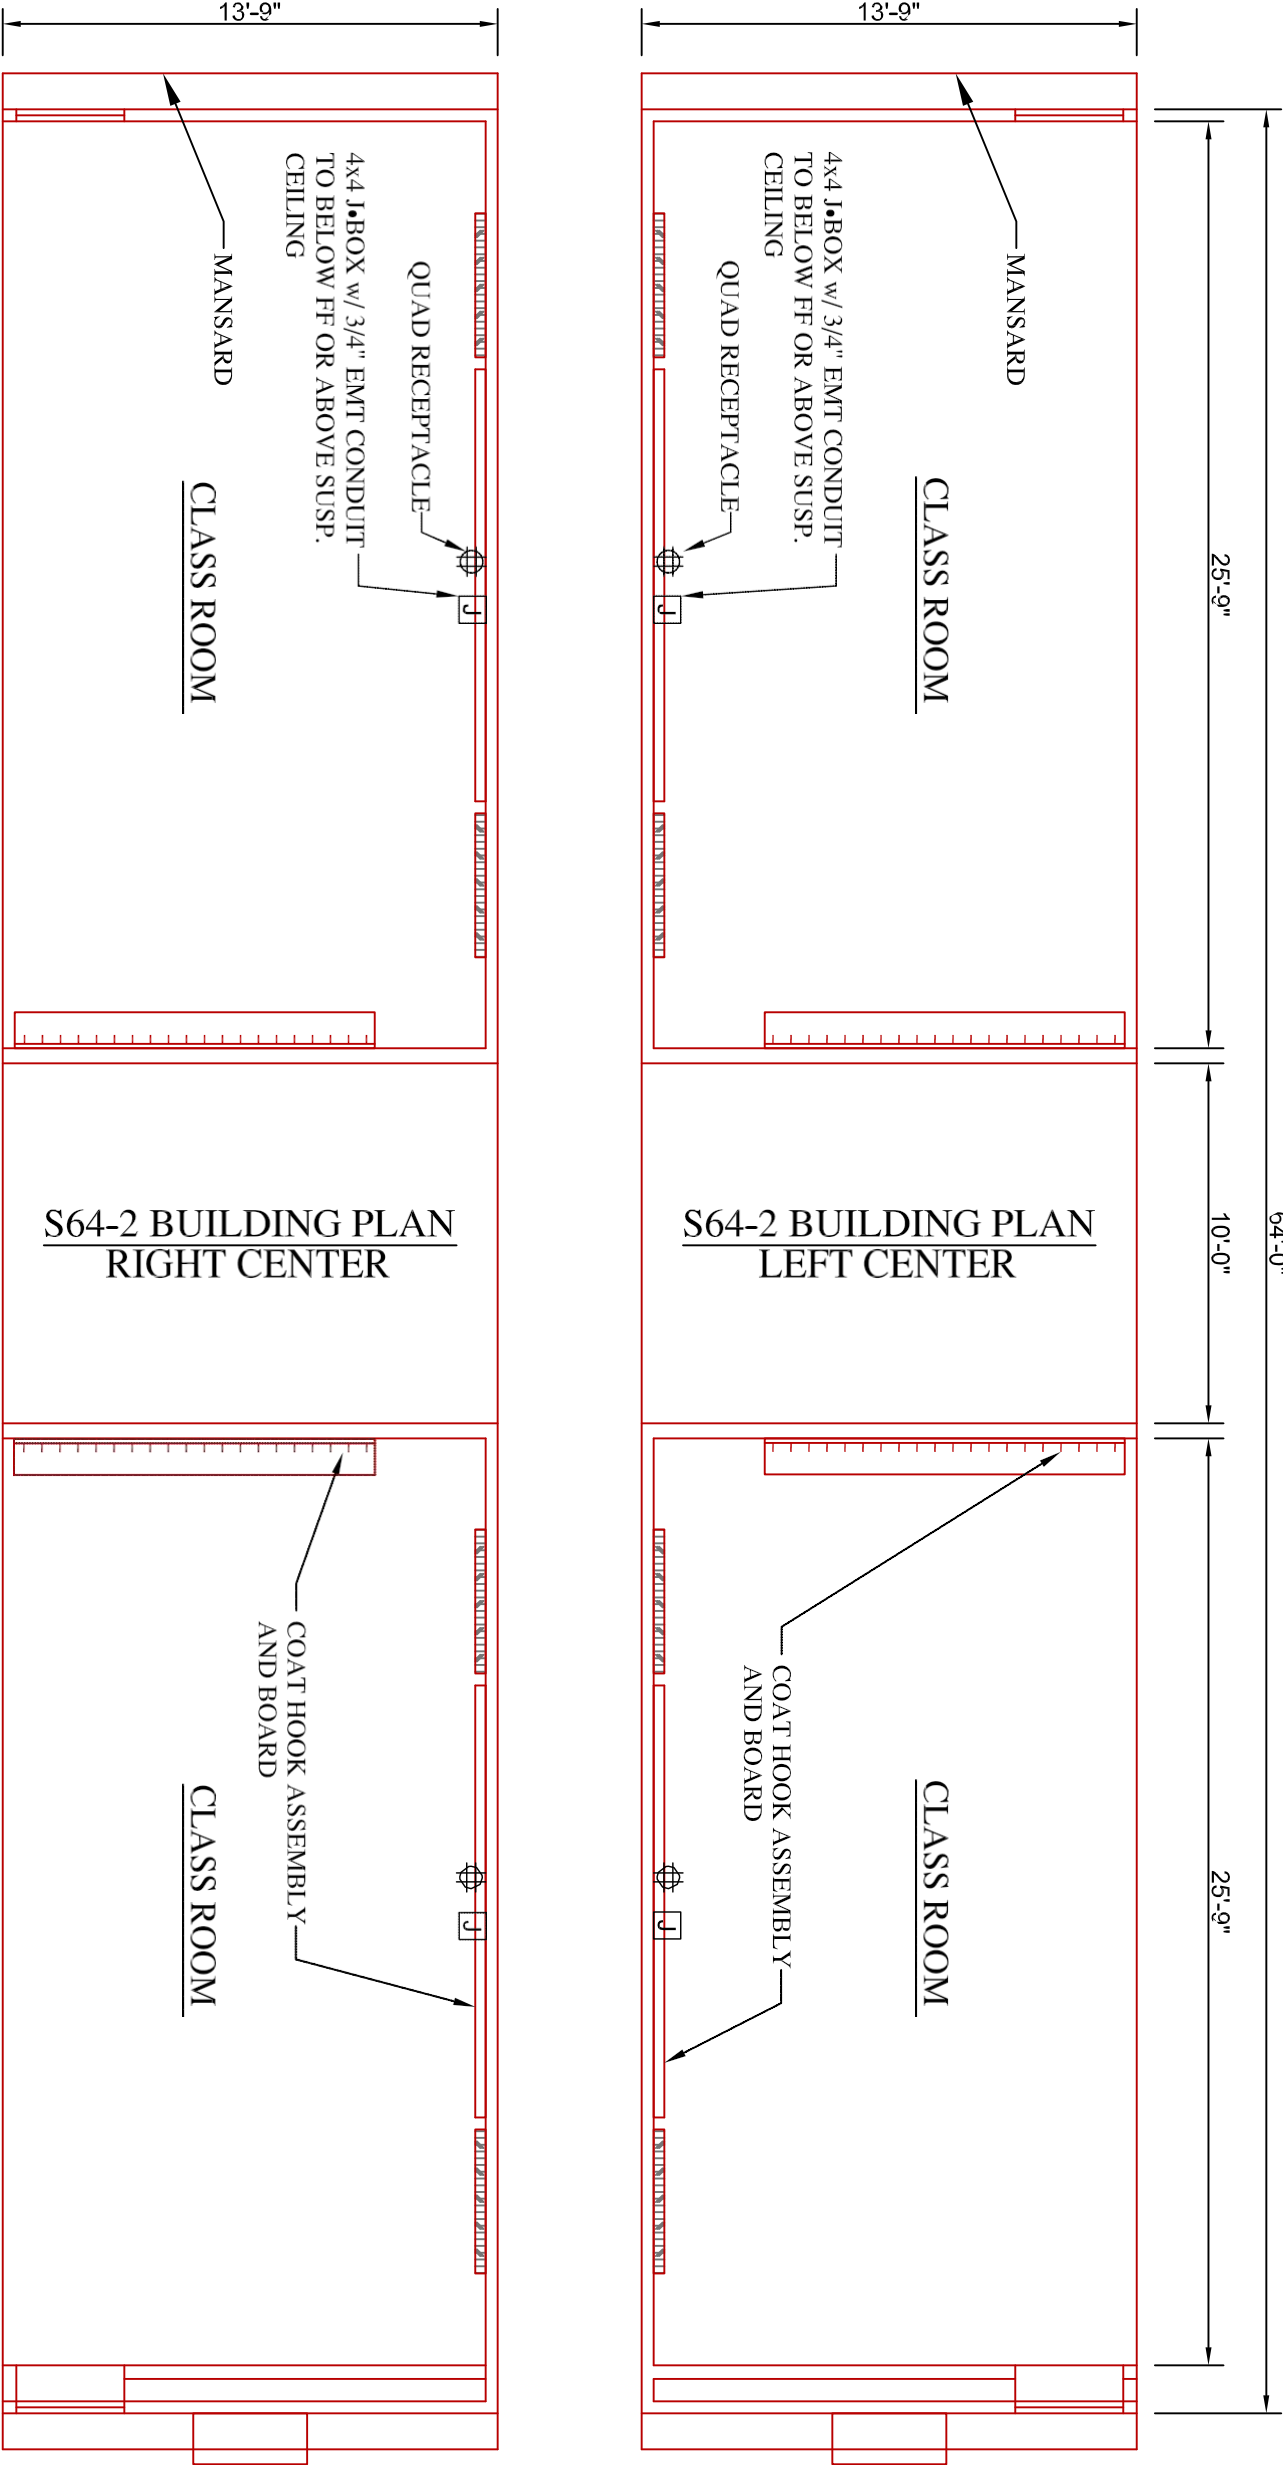 13'-9"
13'-9"
MANSARD
4x4 J•BOX w/ 3/4" EMT CONDUIT
TO BELOW FF OR ABOVE SUSP.
CEILING
QUAD RECEPTACLE
CLASS ROOM
MANSARD
4x4 J•BOX w/ 3/4" EMT CONDUIT
TO BELOW FF OR ABOVE SUSP.
CEILING
QUAD RECEPTACLE
CLASS ROOM
25'-9"
J
J
S64-2 BUILDING PLAN
RIGHT CENTER
S64-2 BUILDING PLAN
LEFT CENTER
10'-0"
64'-0"
COAT HOOK ASSEMBLY
AND BOARD
CLASS ROOM
COAT HOOK ASSEMBLY
AND BOARD
CLASS ROOM
25'-9"
J
J